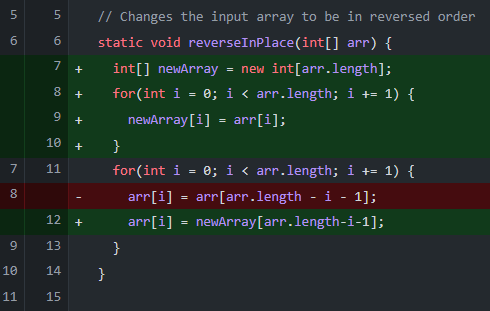 5 5 // Changes the input array to be in reversed order
6 6 static void reverseInPlace(int[] arr) {
7 + int[] newArray = new int[arr.length];
8 + for(int i = 0; i < arr.length; i += 1) {
9 + newArray[i] = arr[i];
10 + }
7 11 for(int i = 0; i < arr.length; i += 1) {
8 - arr[i] = arr[arr.length - i - 1];
12 + arr[i] = newArray[arr.length-i-1];
9 13 }
10 14 }
11 15